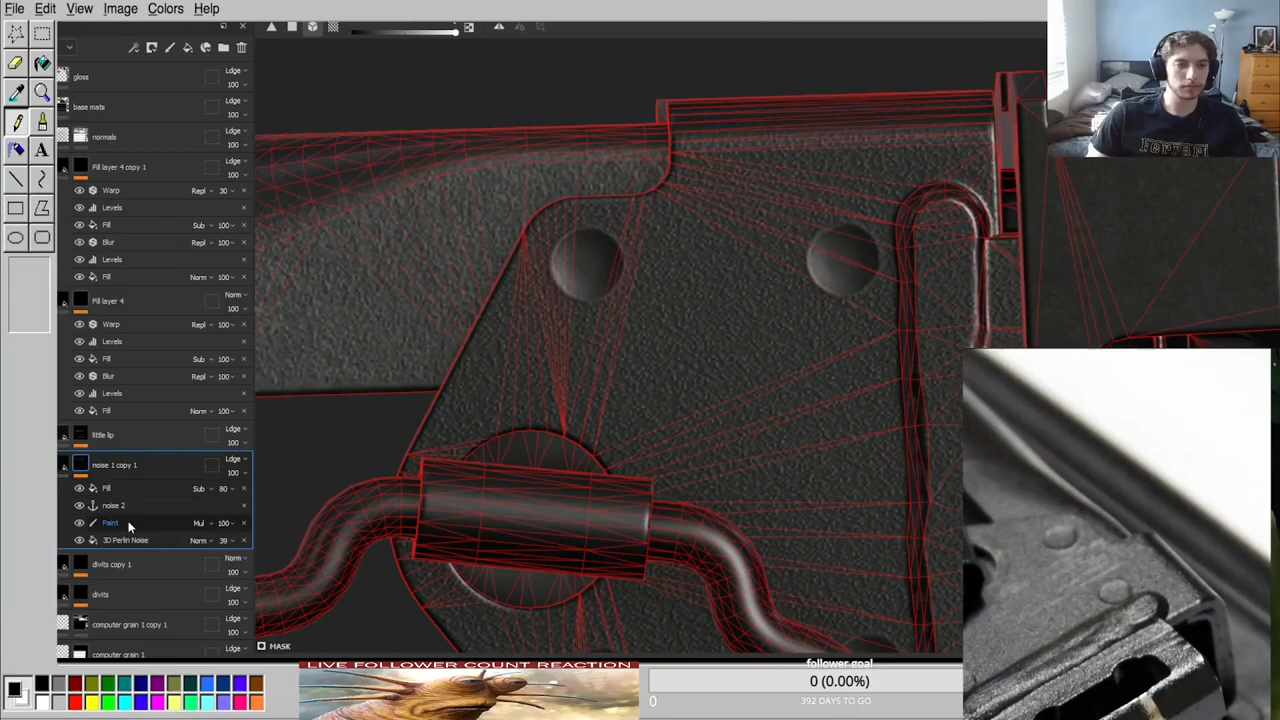 File Edit View Image Colors Help
gloss Ldge 100
base mats Ldge 100
normals Ldge 100
Fill layer 4 copy 1 Ldge 100
Warp Repl 30
Levels
Fill Sub 100
Blur Repl 100
Levels
Fill Norm 100
Fill layer 4 Norm 100
Warp Repl 100
Levels
Fill Sub 100
Blur Repl 100
Levels
Fill Norm 100
little lip Ldge 100
noise 1 copy 1 Ldge 100
Fill Sub 80
noise 2
Paint Mul 100
3D Perlin Noise Norm 39
divits copy 1 Norm 100
divits Ldge 100
computer grain 1 copy 1 Ldge 100
computer grain 1 Ldge
MASK
Ferrari
LIVE FOLLOWER COUNT REACTION
follower goal
0 (0.00%)
0
392 DAYS TO GO
A